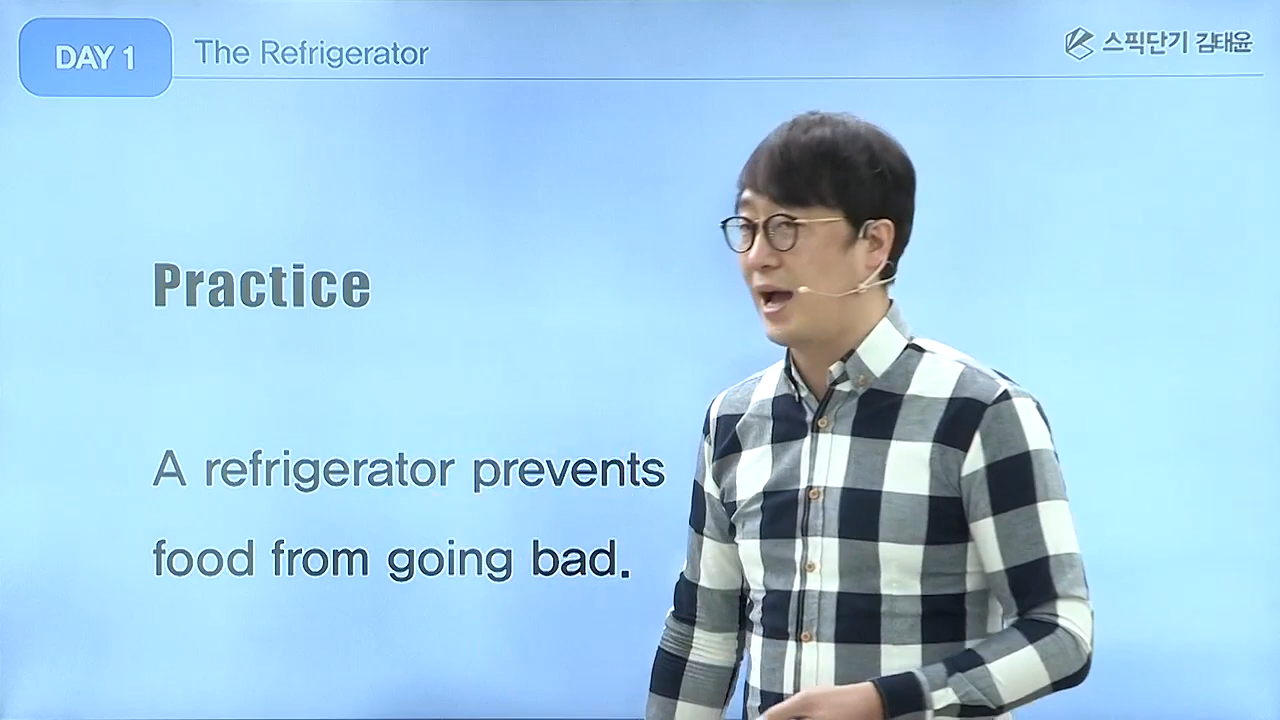 DAY 1
The Refrigerator
스픽단기 김태윤
Practice
A refrigerator prevents
food from going bad.